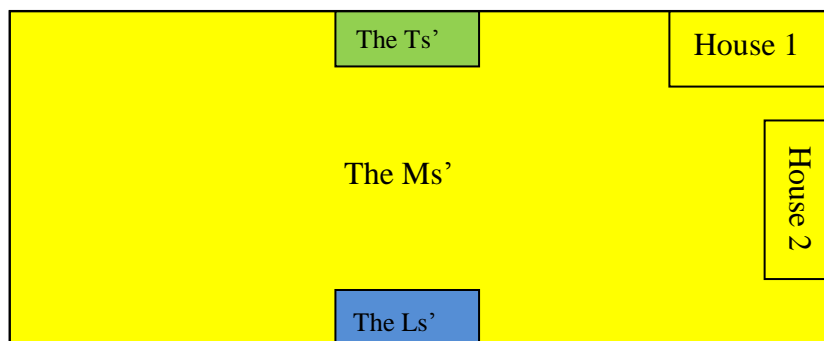 The Ts’
House 1
The Ms’
House 2
The Ls’